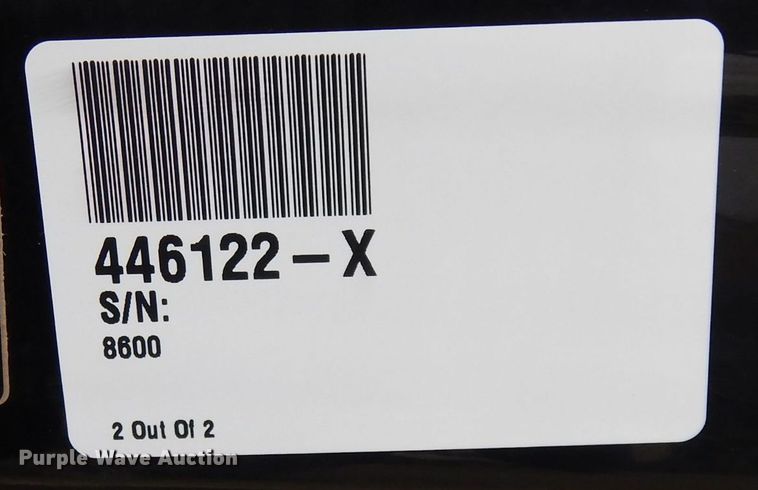 446122-X
S/N:
8600
2 Out Of 2
Purple Wave Auction